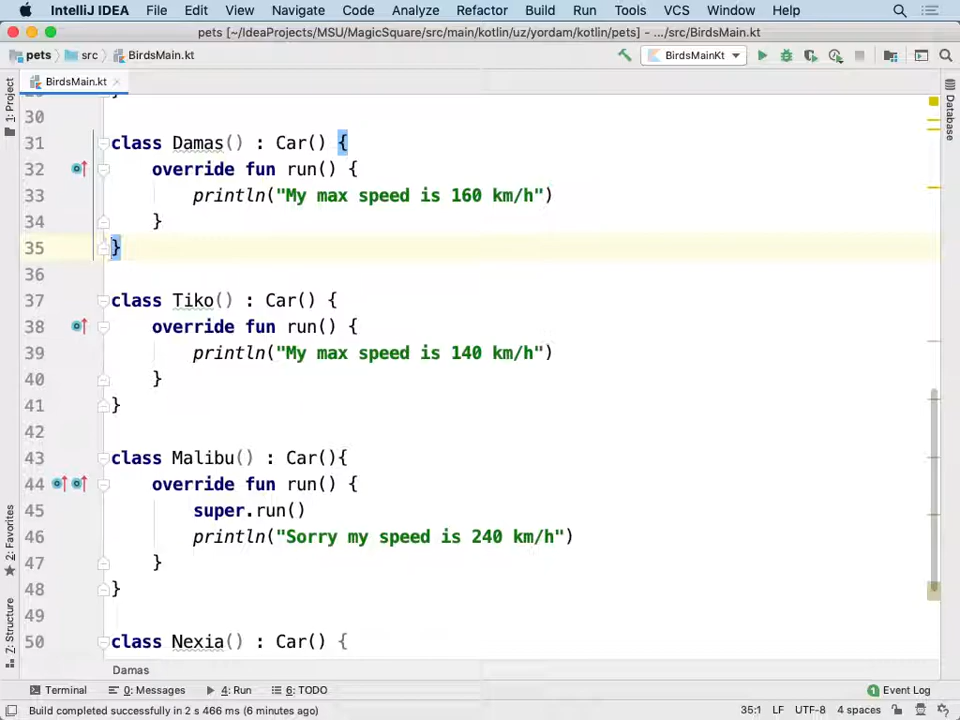 IntelliJ IDEA File Edit View Navigate Code Analyze Refactor Build Run Tools VCS Window Help
pets [~/IdeaProjects/MSU/MagicSquare/src/main/kotlin/uz/yordam/kotlin/pets] - .../src/BirdsMain.kt
pets src BirdsMain.kt BirdsMainKt
BirdsMain.kt
1: Project
Database
30
31 class Damas() : Car() {
32 override fun run() {
33 println("My max speed is 160 km/h")
34 }
35 }
36
37 class Tiko() : Car() {
38 override fun run() {
39 println("My max speed is 140 km/h")
40 }
41 }
42
43 class Malibu() : Car(){
44 override fun run() {
45 super.run()
46 println("Sorry my speed is 240 km/h")
47 }
48 }
49
50 class Nexia() : Car() {
2: Favorites
Z: Structure
Damas
Terminal 0: Messages 4: Run 6: TODO 1 Event Log
Build completed successfully in 2 s 466 ms (6 minutes ago) 35:1 LF UTF-8 4 spaces